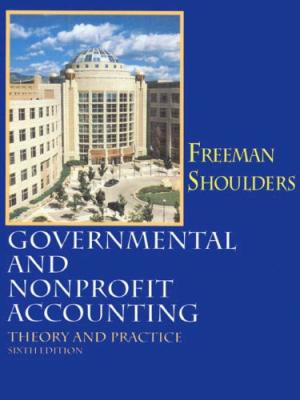 FREEMAN
SHOULDERS
GOVERNMENTAL
AND
NONPROFIT
ACCOUNTING
THEORY AND PRACTICE
SIXTH EDITION